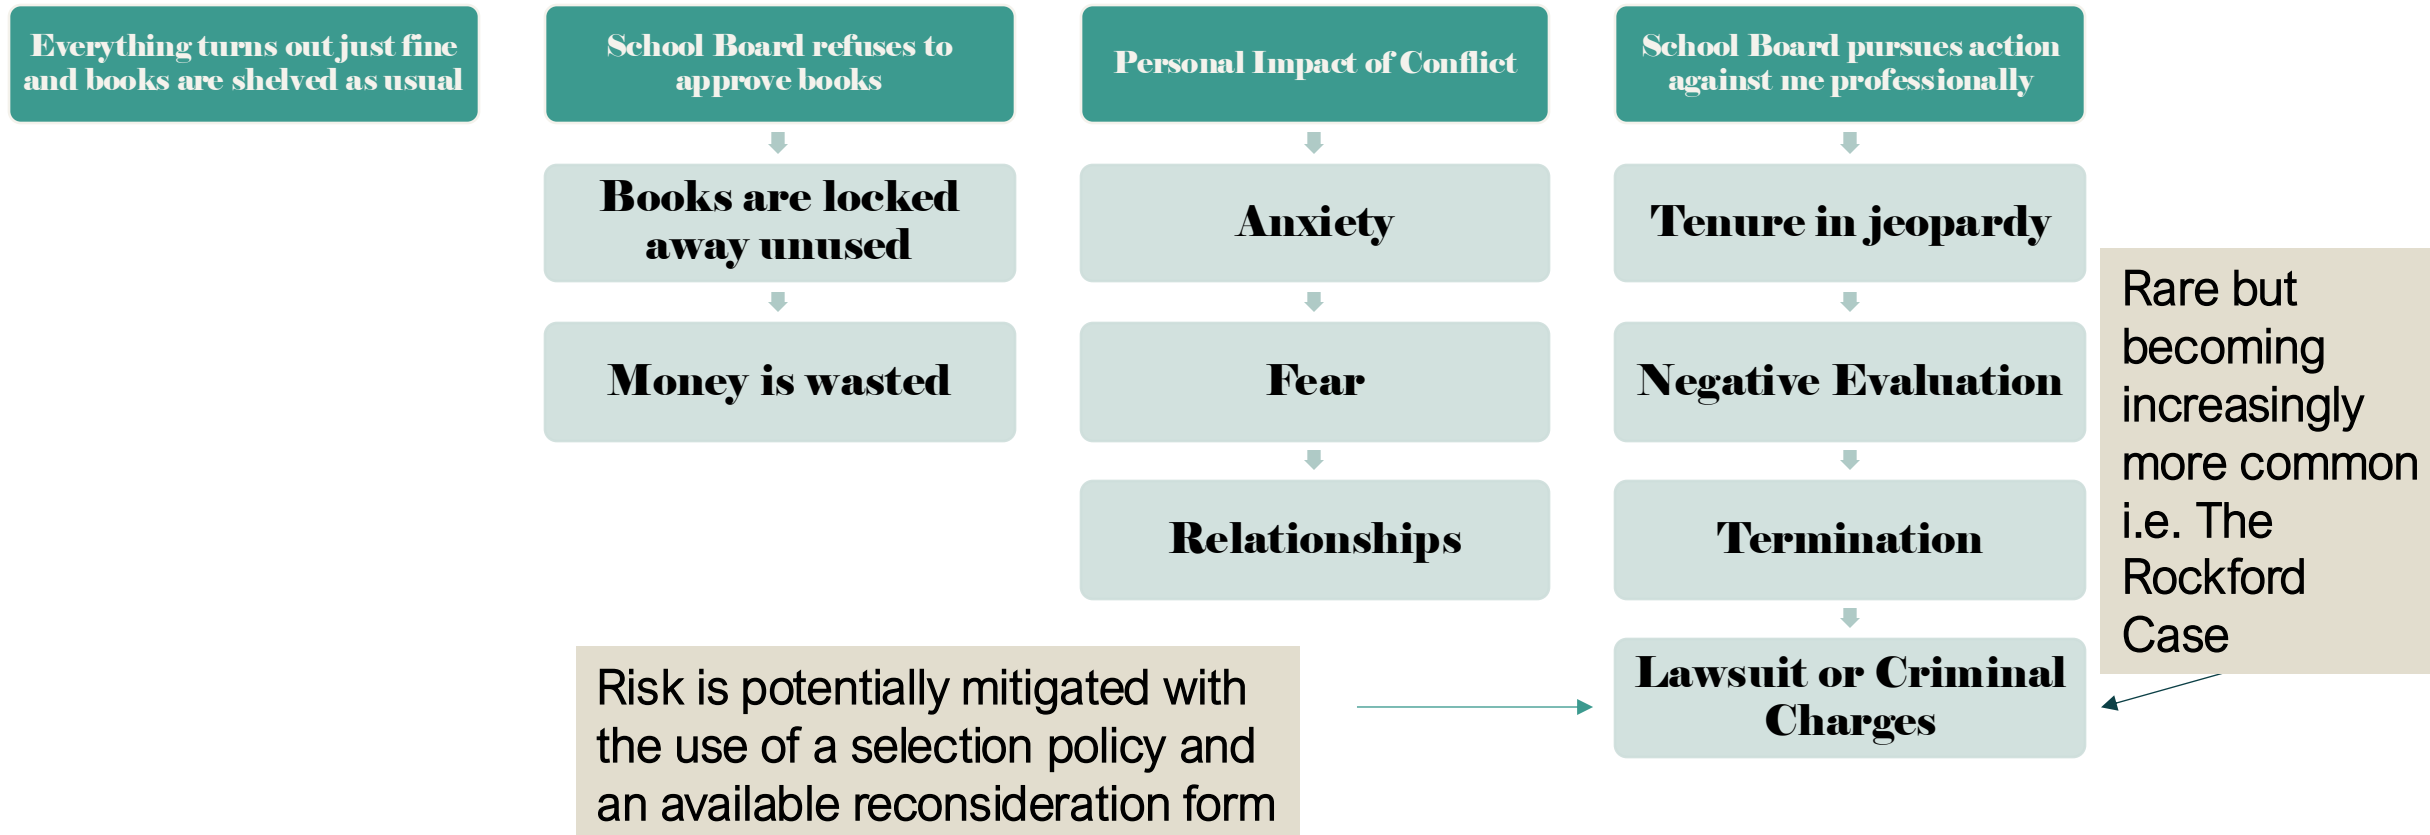 Everything turns out just fine
and books are shelved as usual
School Board refuses to
approve books
Books are locked
away unused
Money is wasted
Personal Impact of Conflict
Anxiety
Fear
Relationships
School Board pursues action
against me professionally
Tenure in jeopardy
Negative Evaluation
Termination
Lawsuit or Criminal
Charges
Rare but
becoming
increasingly
more common
i.e. The
Rockford
Case
Risk is potentially mitigated with
the use of a selection policy and
an available reconsideration form